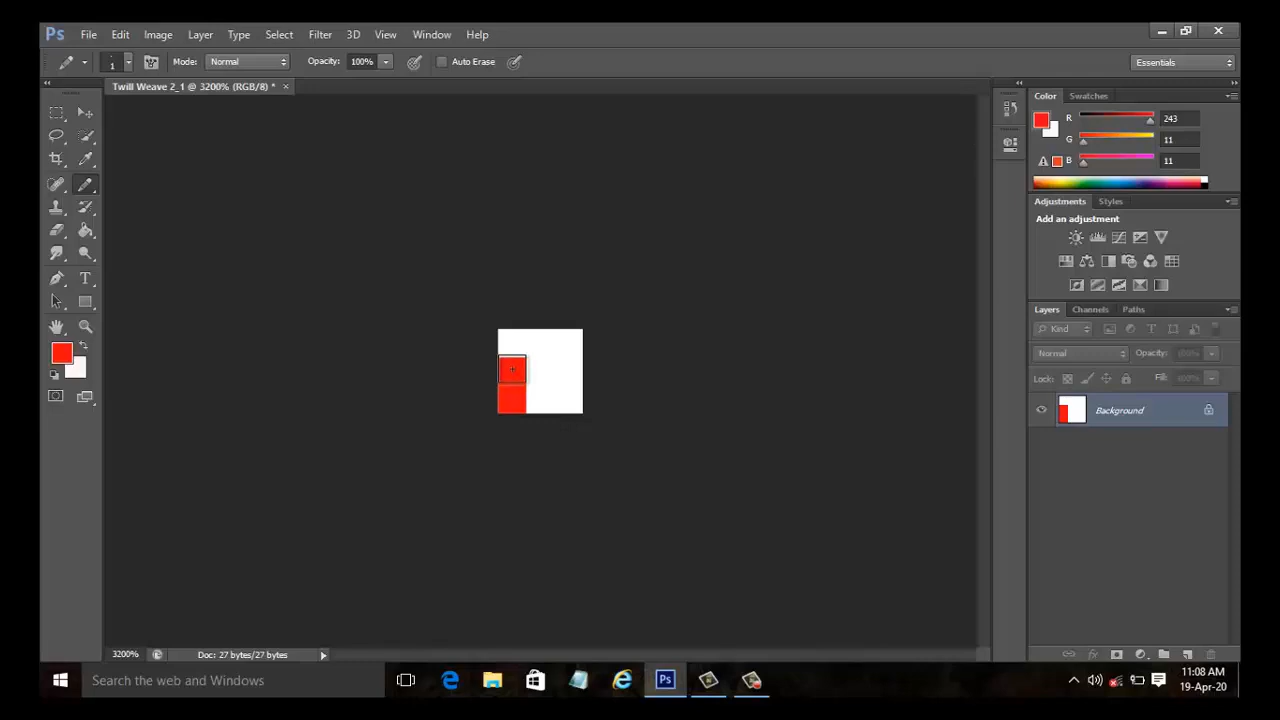 Ps File Edit Image Layer Type Select Filter 3D View Window Help
1 Mode: Normal Opacity: 100% Auto Erase Essentials
Twill Weave 2_1 @ 3200% (RGB/8) * ×
Color Swatches
R 243
G 11
B 11
Adjustments Styles
Add an adjustment
T
Layers Channels Paths
Kind T
Normal Opacity: 100%
Lock: Fill: 100%
Background
fx
3200% Doc: 27 bytes/27 bytes
Search the web and Windows
Ps
11:08 AM
19-Apr-20